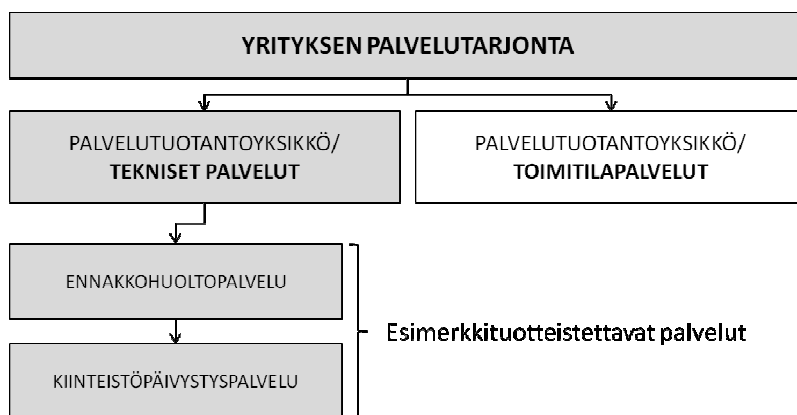 YRITYKSEN PALVELUTARJONTA
PALVELUTUOTANTOYKSIKKÖ/
TEKNISET PALVELUT
PALVELUTUOTANTOYKSIKKÖ/
TOIMITILAPALVELUT
ENNAKKOHUOLTOPALVELU
Esimerkkituotteistettavat palvelut
KIINTEISTÖPÄIVYSTYSPALVELU